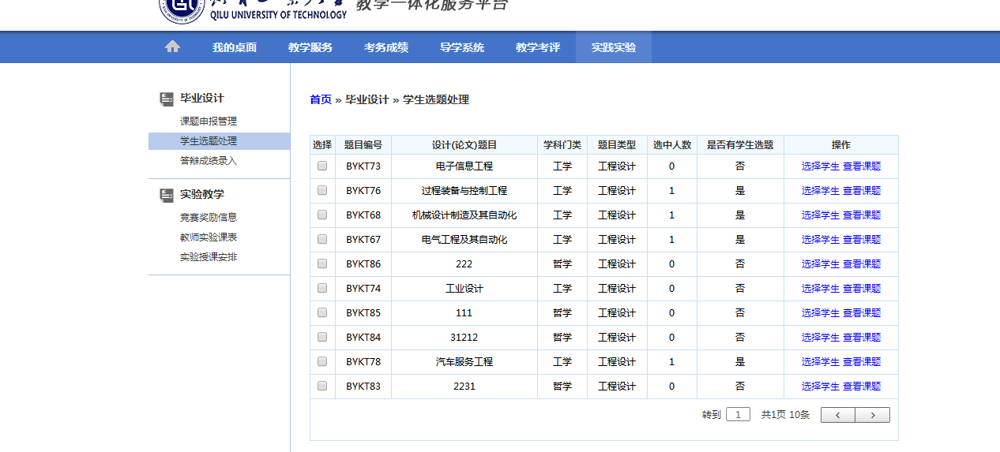 QILU UNIVERSITY OF TECHNOLOGY
教学一体化服务平台
我的桌面 教学服务 考务成绩 导学系统 教学考评 实践实验
毕业设计
课题申报管理
学生选题处理
答辩成绩录入
实验教学
竞赛奖励信息
教师实验课表
实验授课安排
首页 » 毕业设计 » 学生选题处理
选择 题目编号 设计(论文)题目 学科门类 题目类型 选中人数 是否有学生选题 操作
BYKT73 电子信息工程 工学 工程设计 0 否 选择学生 查看课题
BYKT76 过程装备与控制工程 工学 工程设计 1 是 选择学生 查看课题
BYKT68 机械设计制造及其自动化 工学 工程设计 1 是 选择学生 查看课题
BYKT67 电气工程及其自动化 工学 工程设计 1 是 选择学生 查看课题
BYKT86 222 哲学 工程设计 0 否 选择学生 查看课题
BYKT74 工业设计 工学 工程设计 0 否 选择学生 查看课题
BYKT85 111 哲学 工程设计 0 否 选择学生 查看课题
BYKT84 31212 哲学 工程设计 0 否 选择学生 查看课题
BYKT78 汽车服务工程 工学 工程设计 1 是 选择学生 查看课题
BYKT83 2231 哲学 工程设计 0 否 选择学生 查看课题
转到 1 共1页 10条 < >